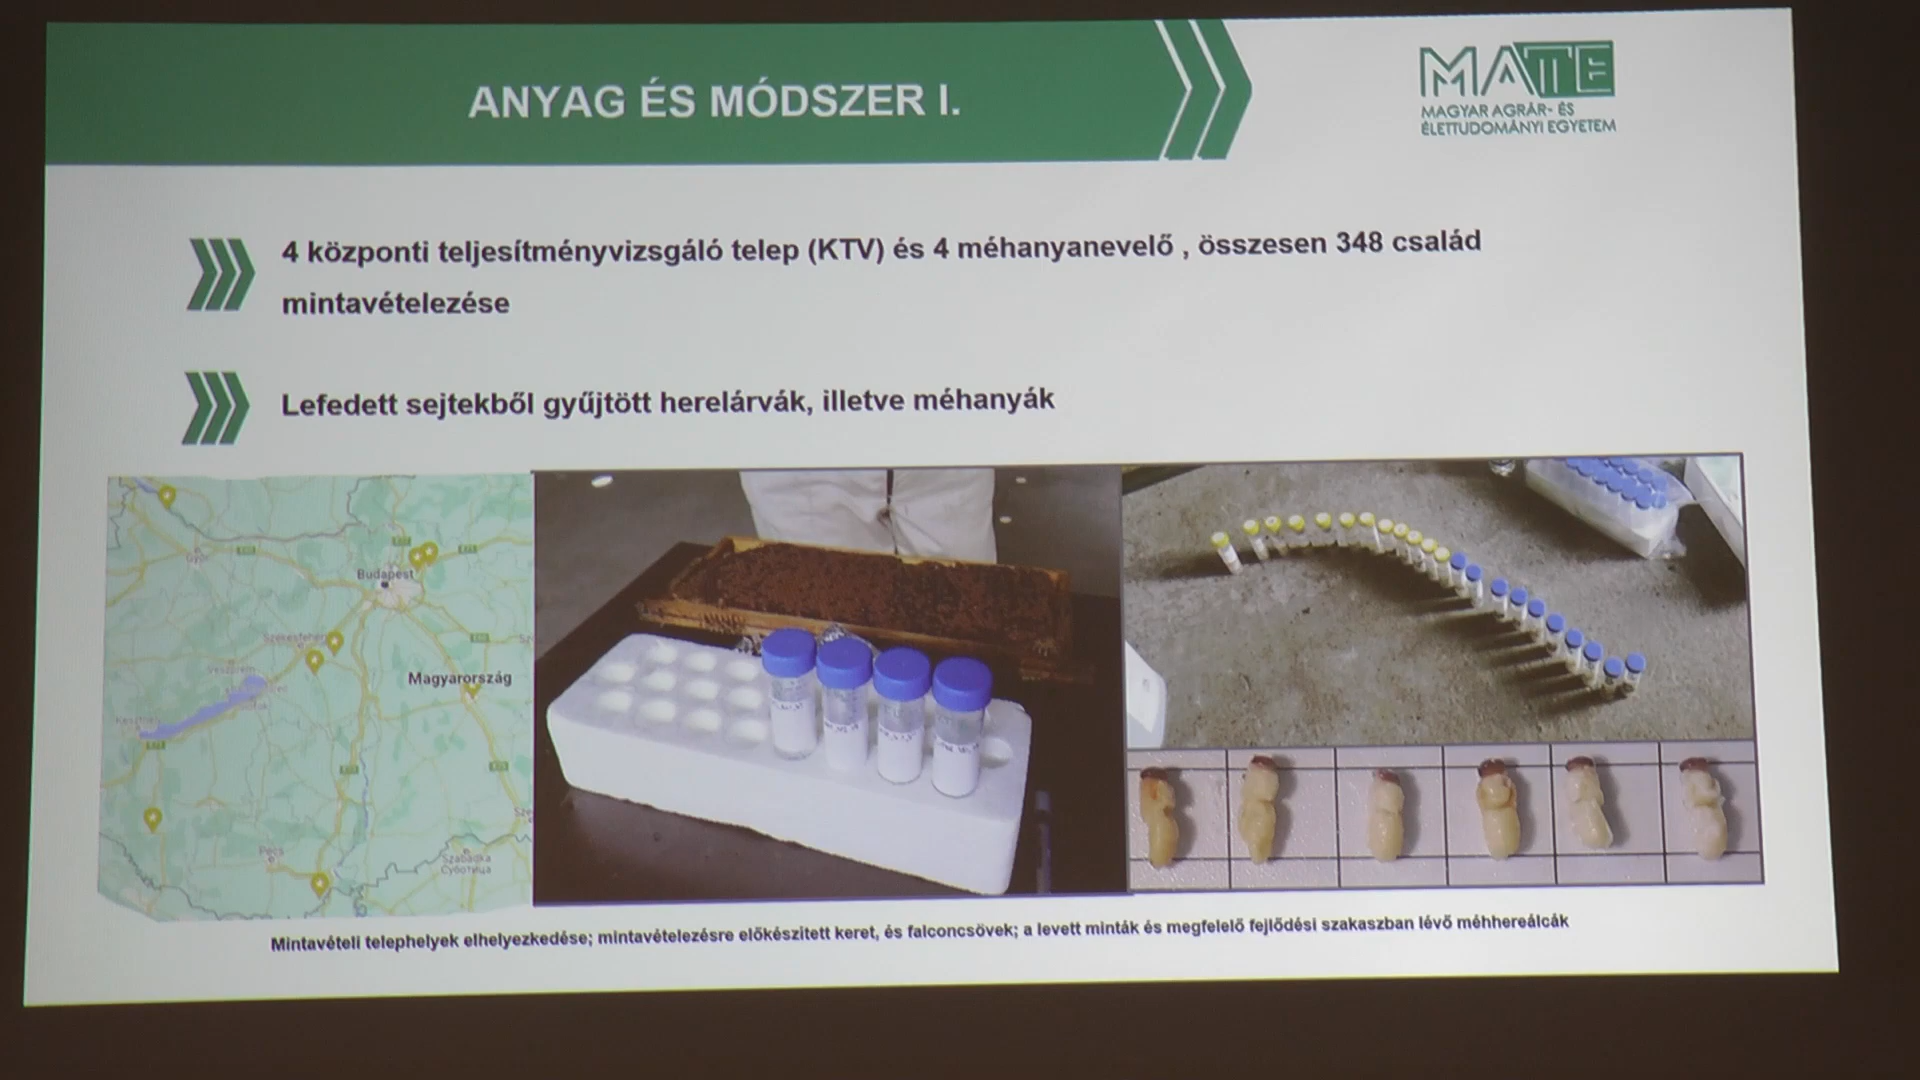 ANYAG ÉS MÓDSZER I.
MATE
MAGYAR AGRÁR- ÉS
ÉLETTUDOMÁNYI EGYETEM
4 központi teljesítményvizsgáló telep (KTV) és 4 méhanyanevelő , összesen 348 család
mintavételezése
Lefedett sejtekből gyűjtött herelárvák, illetve méhanyák
Győr
Budapest
Székesfehérv
Veszprém
Magyarország
Keszthely
Pécs
Szabadka
Суботица
Mintavételi telephelyek elhelyezkedése; mintavételezésre előkészített keret, és falconcsövek; a levett minták és megfelelő fejlődési szakaszban lévő méhhereálcák